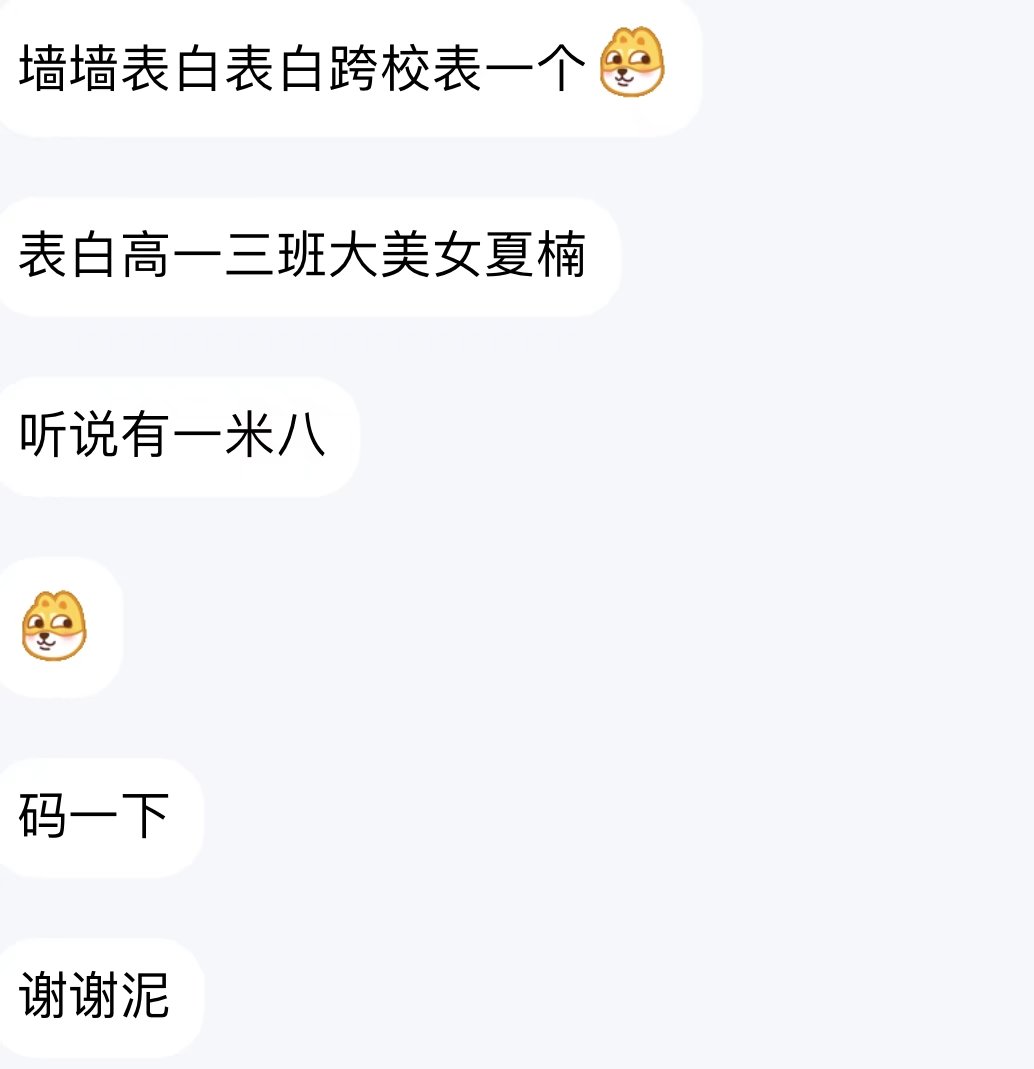 墙墙表白表白跨校表一个
表白高一三班大美女夏楠
听说有一米八
码一下
谢谢泥